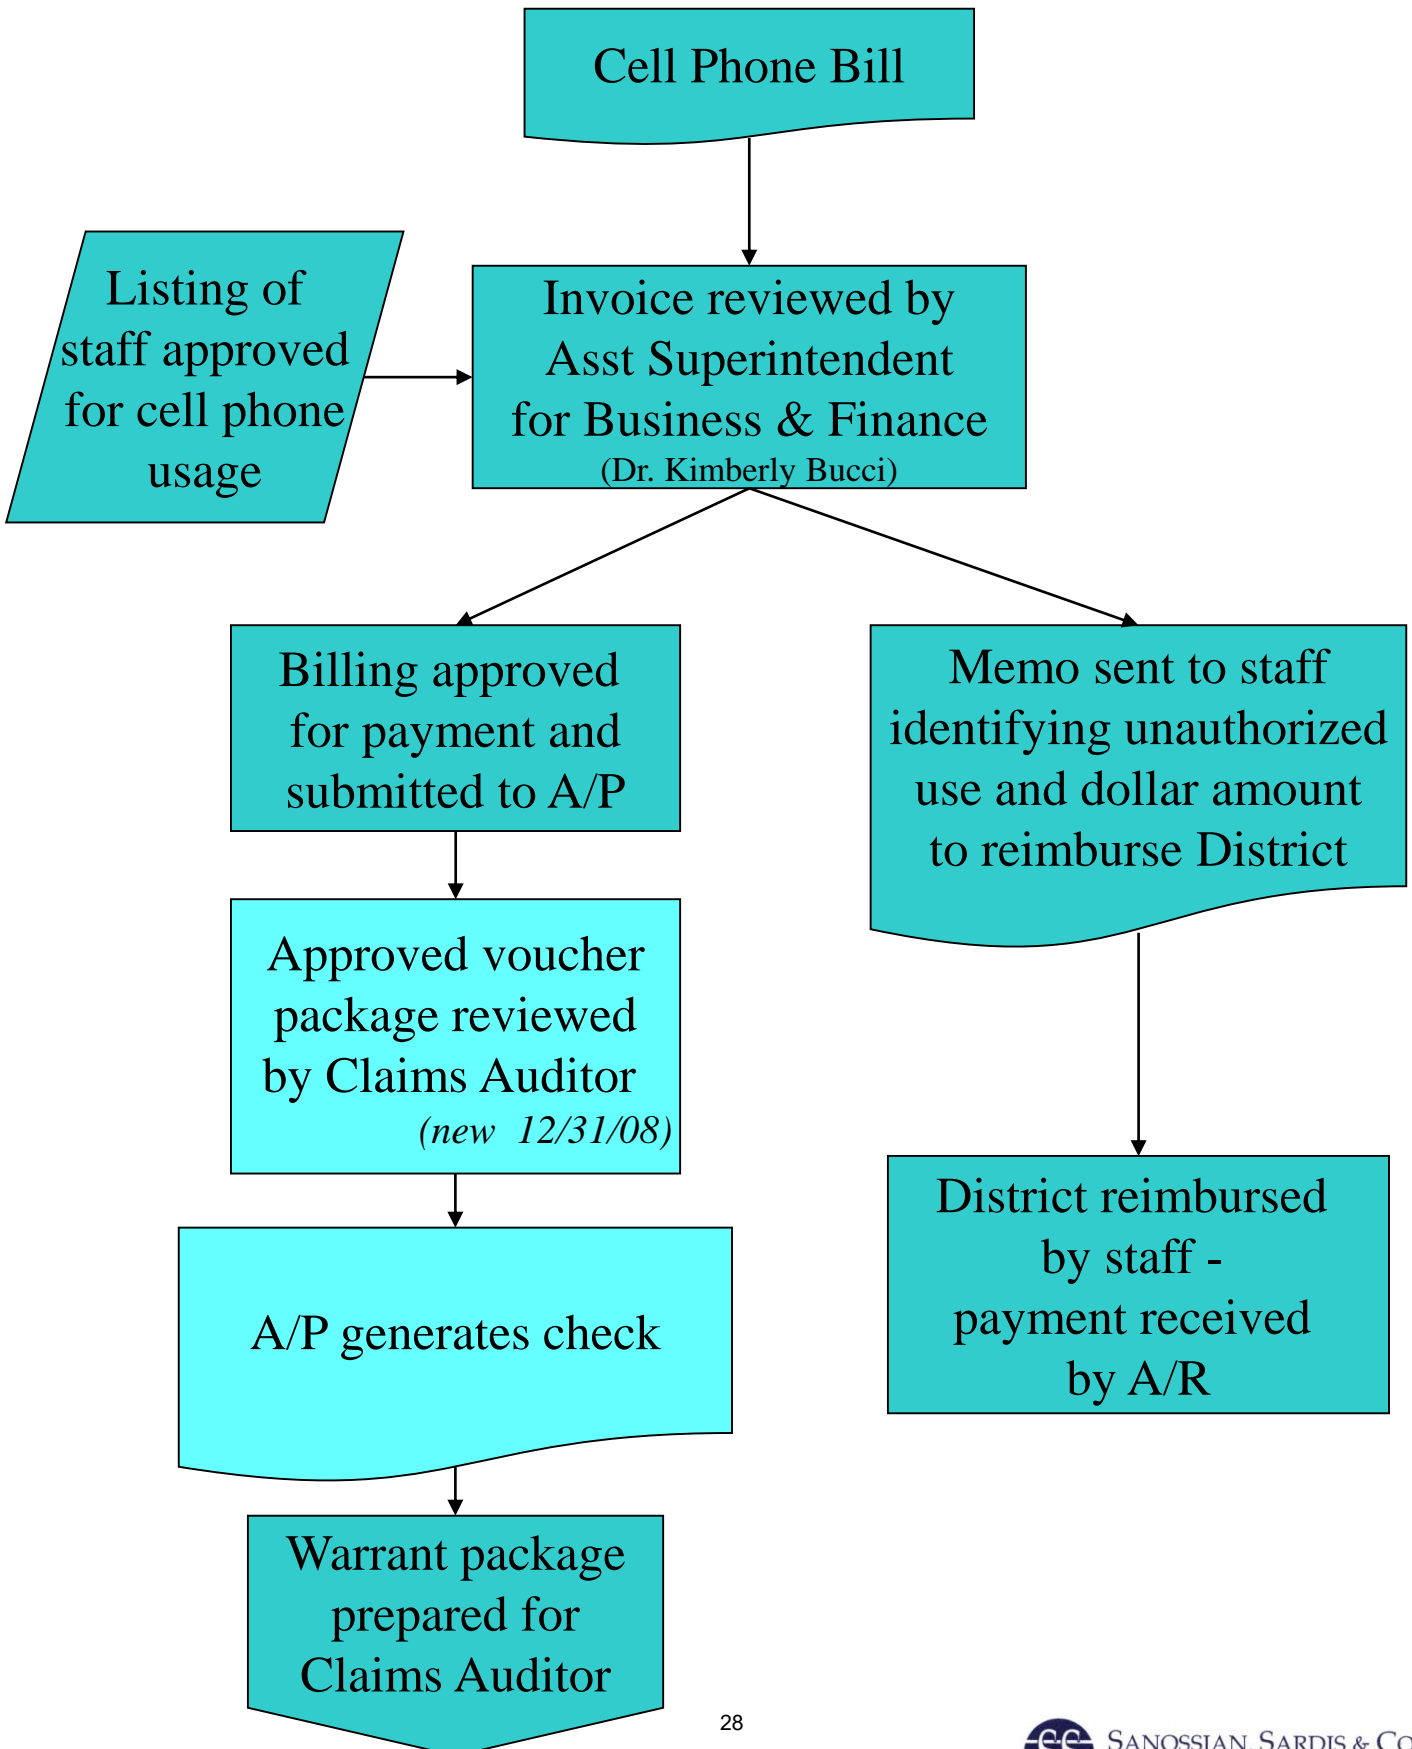 Cell Phone Bill
Listing of
staff approved
for cell phone
usage
Invoice reviewed by
Asst Superintendent
for Business & Finance
(Dr. Kimberly Bucci)
Billing approved
for payment and
submitted to A/P
Memo sent to staff
identifying unauthorized
use and dollar amount
to reimburse District
Approved voucher
package reviewed
by Claims Auditor
(new 12/31/08)
District reimbursed
by staff -
payment received
by A/R
A/P generates check
Warrant package
prepared for
Claims Auditor
28
SANOSSIAN, SARDIS & CO